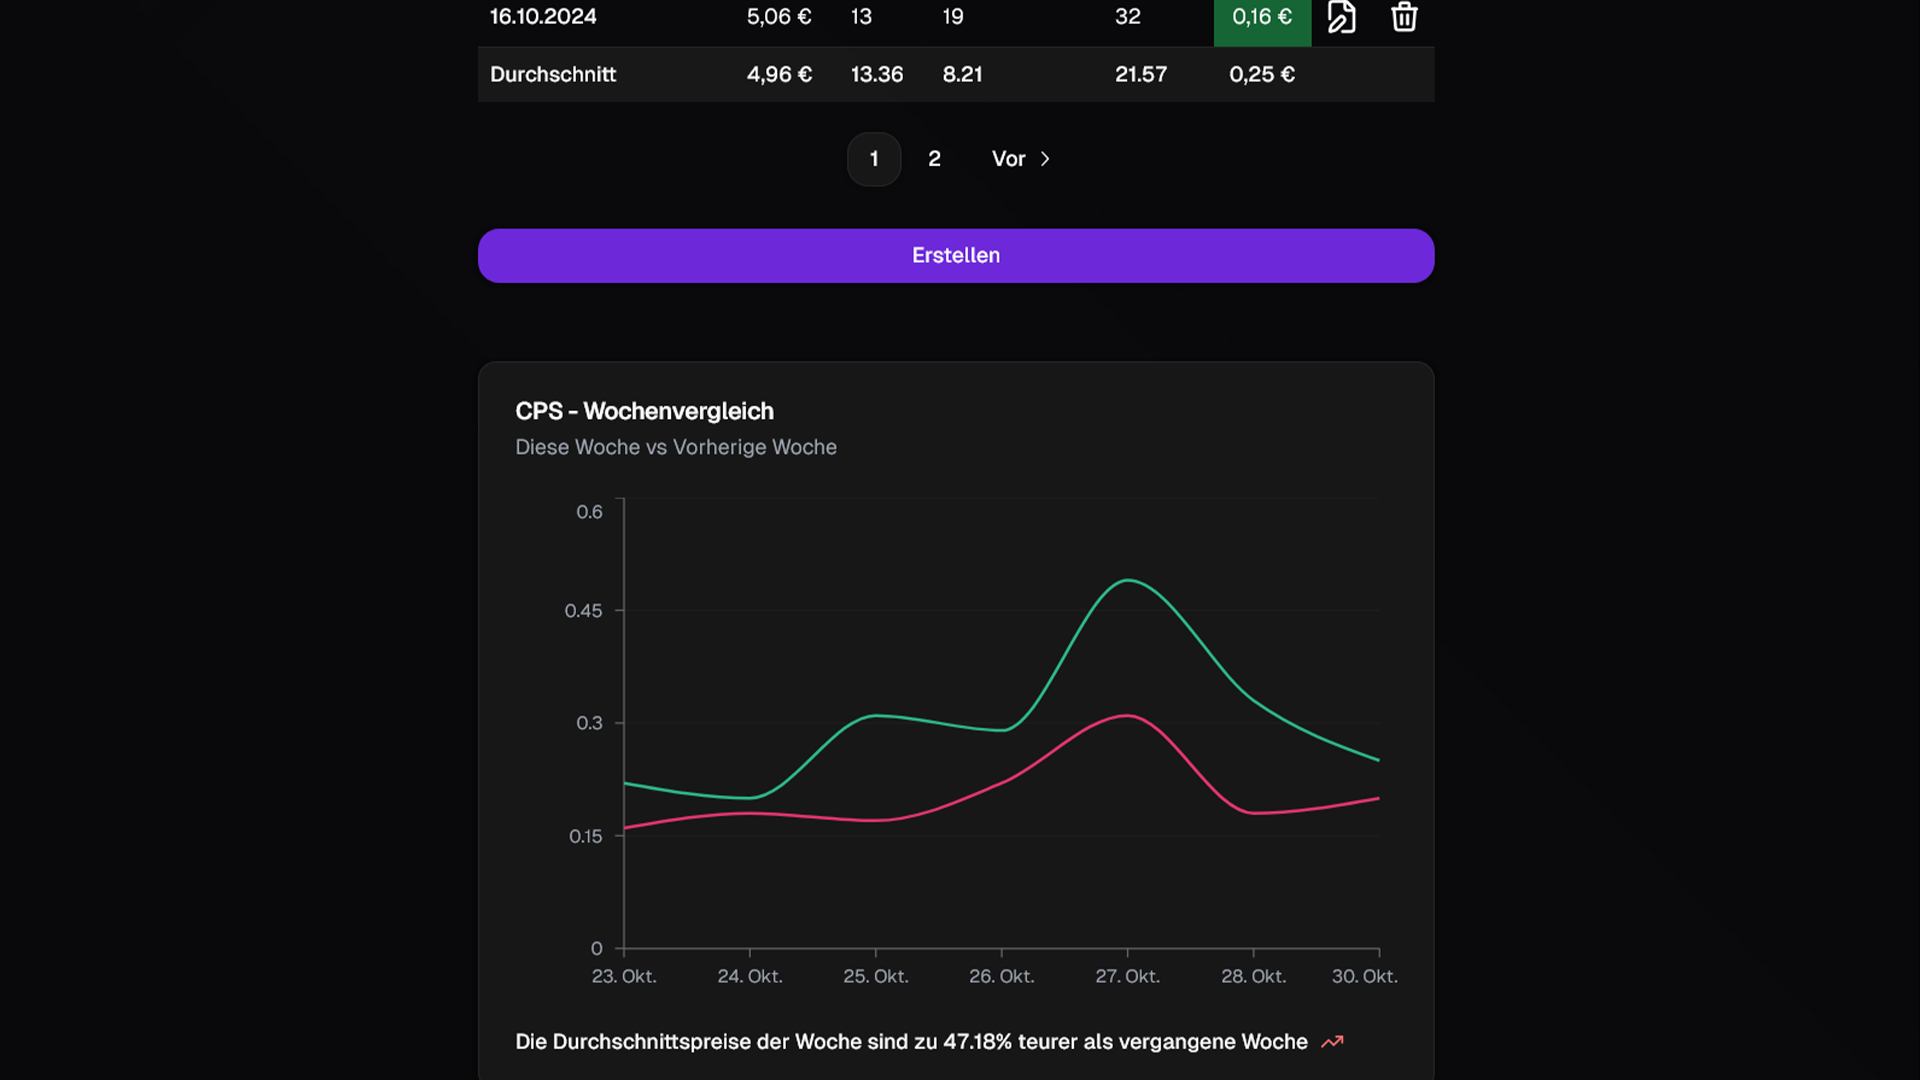 16.10.2024 5,06 € 13 19 32 0,16 €
Durchschnitt 4,96 € 13.36 8.21 21.57 0,25 €
1 2 Vor
Erstellen
CPS - Wochenvergleich
Diese Woche vs Vorherige Woche
0.6
0.45
0.3
0.15
0
23. Okt. 24. Okt. 25. Okt. 26. Okt. 27. Okt. 28. Okt. 30. Okt.
Die Durchschnittspreise der Woche sind zu 47.18% teurer als vergangene Woche